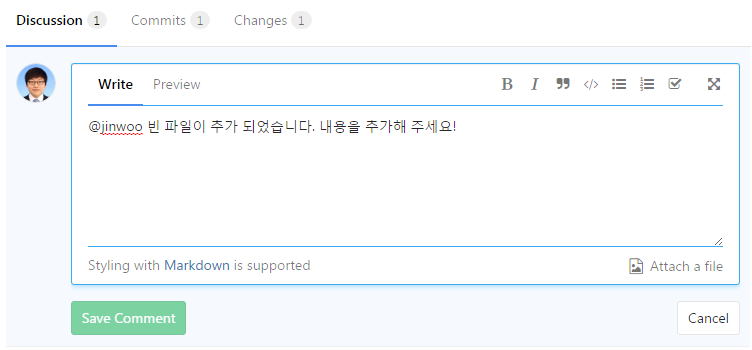 Discussion 1 Commits 1 Changes 1
Write Preview B I </>
@jinwoo 빈 파일이 추가 되었습니다. 내용을 추가해 주세요!
Styling with Markdown is supported Attach a file
Save Comment Cancel